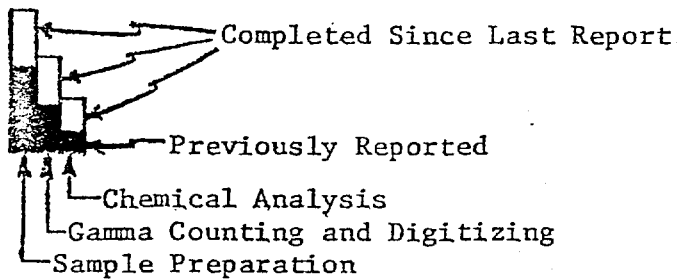 Completed Since Last Report
Previously Reported
Chemical Analysis
Gamma Counting and Digitizing
Sample Preparation